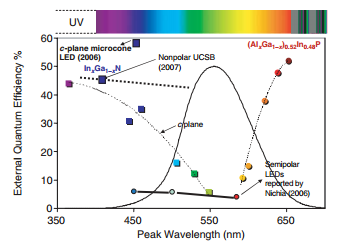 UV
(AlxGa1−x)0.52In0.48P
c-plane microcone
LED (2006)
InxGa1−xN
Nonpolar UCSB
(2007)
c plane
Semipolar
LEDs
reported by
Nichia (2006)
External Quantum Efficiency %
60
50
40
30
20
10
0
350
450
550
650
Peak Wavelength (nm)